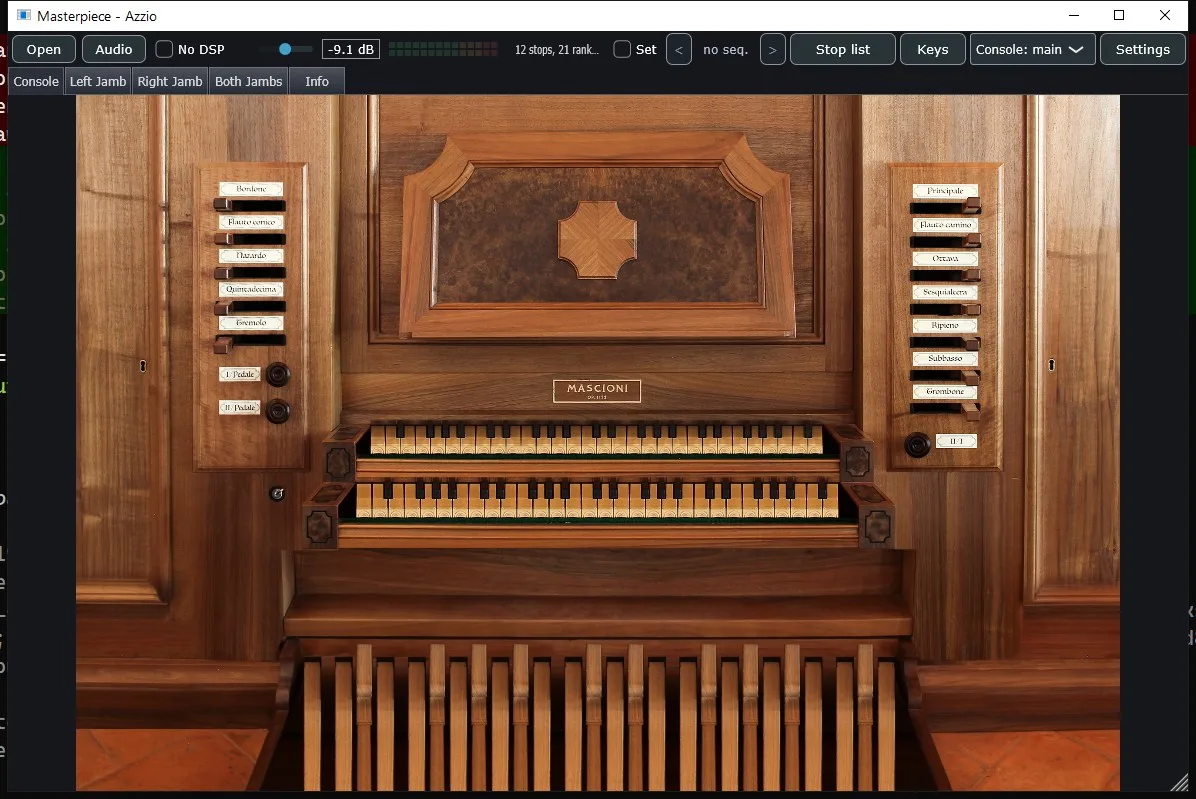 Masterpiece - Azzio
Open
Audio
No DSP
-9.1 dB
12 stops, 21 rank...
Set
<
no seq.
>
Stop list
Keys
Console: main
Settings
Console
Left Jamb
Right Jamb
Both Jambs
Info
Bordone
Flauto conico
Nazardo
Quintadecima
Tremolo
I / Pedale
II / Pedale
Principale
Flauto camino
Ottava
Sesquialtera
Ripieno
Subbasso
Trombone
II / I
MASCIONI